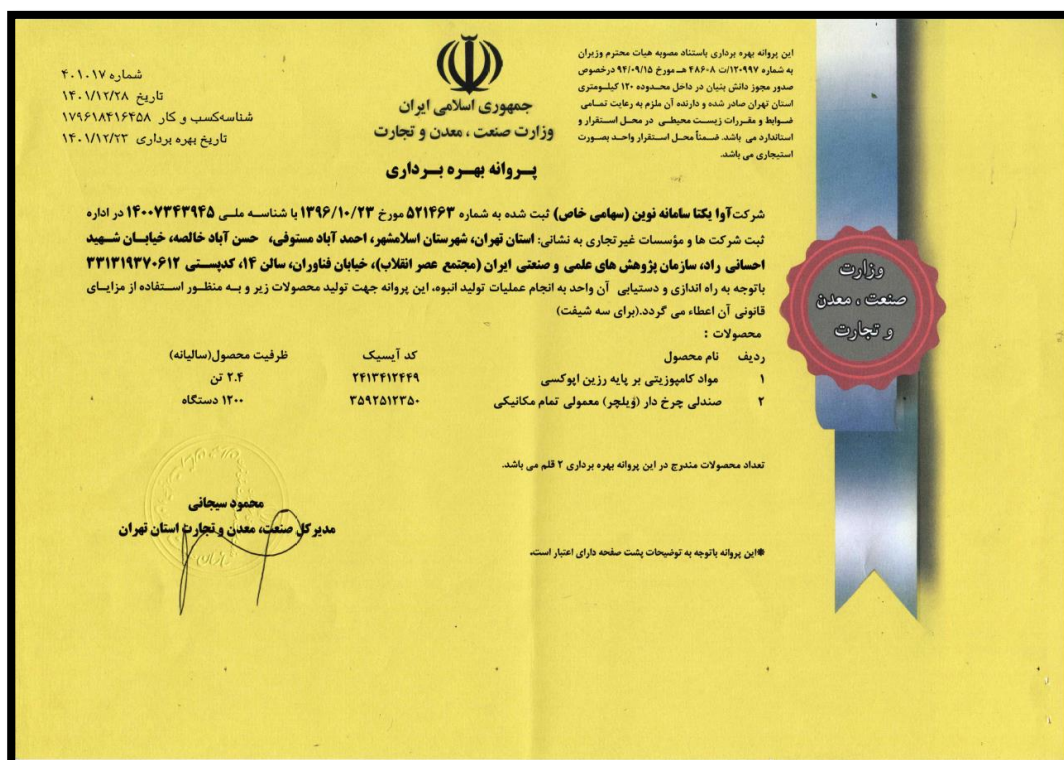 این پروانه بهره برداری باستناد مصوبه هیات محترم وزیران
به شماره ۱۳۰۹۹۷/ت ۴۸۶۰۸ هـ مورخ ۹۴/۰۹/۱۵ درخصوص
صدور مجوز دانش بنیان در داخل محدوده ۱۲۰ کیلومتری
استان تهران صادر شده و دارنده آن ملزم به رعایت تمامی
ضوابط و مقررات زیست محیطی در محل استقرار و
استاندارد می باشد. ضمناً محل استقرار واحد بصورت
استیجاری می باشد.
جمهوری اسلامی ایران
وزارت صنعت ، معدن و تجارت
پروانه بهره برداری
شماره ۴۰۱۰۱۷
تاریخ ۱۴۰۱/۱۲/۲۸
شناسه‌کسب و کار ۱۷۹۶۱۸۴۱۶۴۵۸
تاریخ بهره برداری ۱۴۰۱/۱۲/۲۳
شرکت آوا یکتا سامانه نوین (سهامی خاص) ثبت شده به شماره ۵۲۱۴۶۳ مورخ ۱۳۹۶/۱۰/۲۳ با شناسه ملی ۱۴۰۰۷۳۴۳۹۴۵ در اداره
ثبت شرکت ها و مؤسسات غیرتجاری به نشانی: استان تهران، شهرستان اسلامشهر، احمد آباد مستوفی، حسن آباد خالصه، خیابان شهید
احسانی راد، سازمان پژوهش های علمی و صنعتی ایران (مجتمع عصر انقلاب)، خیابان فناوران، سالن ۱۴، کدپستی ۳۳۱۳۱۹۳۷۰۶۱۲
باتوجه به راه اندازی و دستیابی آن واحد به انجام عملیات تولید انبوه، این پروانه جهت تولید محصولات زیر و به منظور استفاده از مزایای
قانونی آن اعطاء می گردد.(برای سه شیفت)
محصولات :
ردیف نام محصول کد آیسیک ظرفیت محصول(سالیانه)
۱ مواد کامپوزیتی بر پایه رزین اپوکسی ۲۴۱۳۴۱۲۴۴۹ ۲.۴ تن
۲ صندلی چرخ دار (ویلچر) معمولی تمام مکانیکی ۳۵۹۲۵۱۲۳۵۰ ۱۲۰۰ دستگاه
تعداد محصولات مندرج در این پروانه بهره برداری ۲ قلم می باشد.
محمود سیجانی
مدیرکل صنعت، معدن و تجارت استان تهران
*این پروانه باتوجه به توضیحات پشت صفحه دارای اعتبار است.
وزارت
صنعت ، معدن
و تجارت